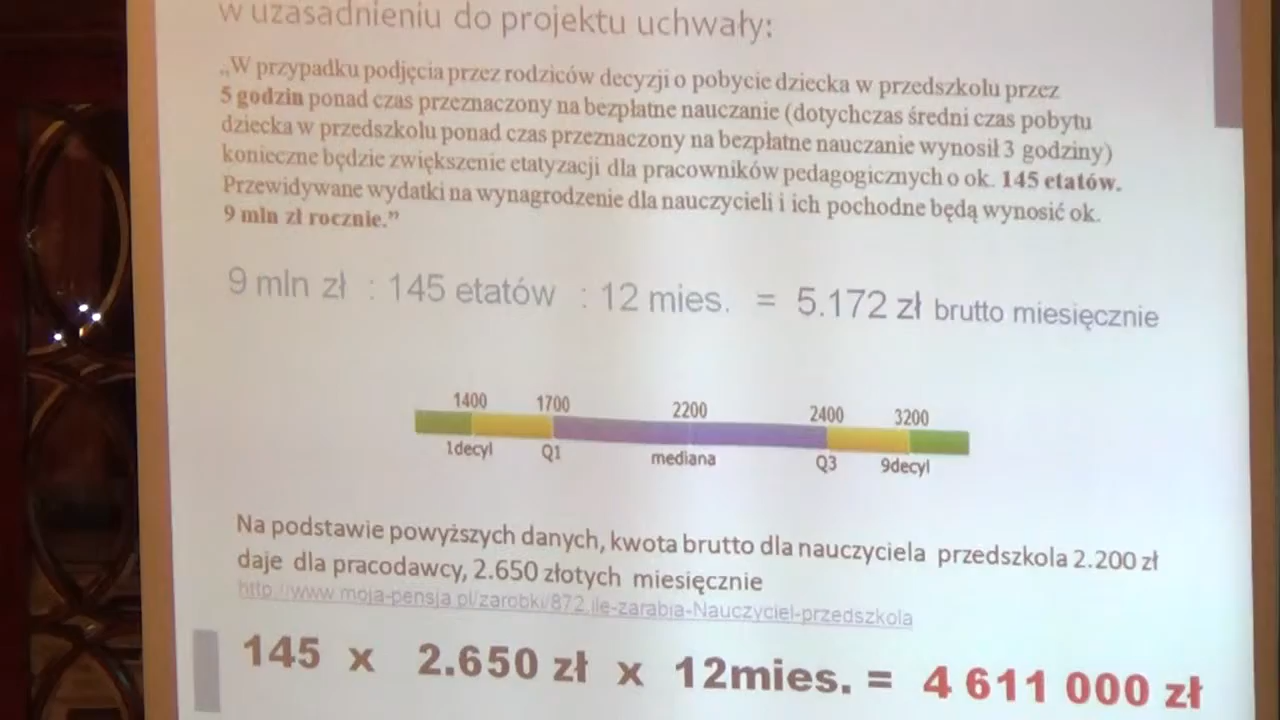 w uzasadnieniu do projektu uchwały:
„W przypadku podjęcia przez rodziców decyzji o pobycie dziecka w przedszkolu przez
5 godzin ponad czas przeznaczony na bezpłatne nauczanie (dotychczas średni czas pobytu
dziecka w przedszkolu ponad czas przeznaczony na bezpłatne nauczanie wynosił 3 godziny)
konieczne będzie zwiększenie etatyzacji dla pracowników pedagogicznych o ok. 145 etatów.
Przewidywane wydatki na wynagrodzenie dla nauczycieli i ich pochodne będą wynosić ok.
9 mln zł rocznie.”
9 mln zł : 145 etatów : 12 mies. = 5.172 zł brutto miesięcznie
1400 1700 2200 2400 3200
1decyl Q1 mediana Q3 9decyl
Na podstawie powyższych danych, kwota brutto dla nauczyciela przedszkola 2.200 zł
daje dla pracodawcy, 2.650 złotych miesięcznie
http://www.moja-pensja.pl/zarobki/872,ile-zarabia-Nauczyciel-przedszkola
145 x 2.650 zł x 12mies. = 4 611 000 zł